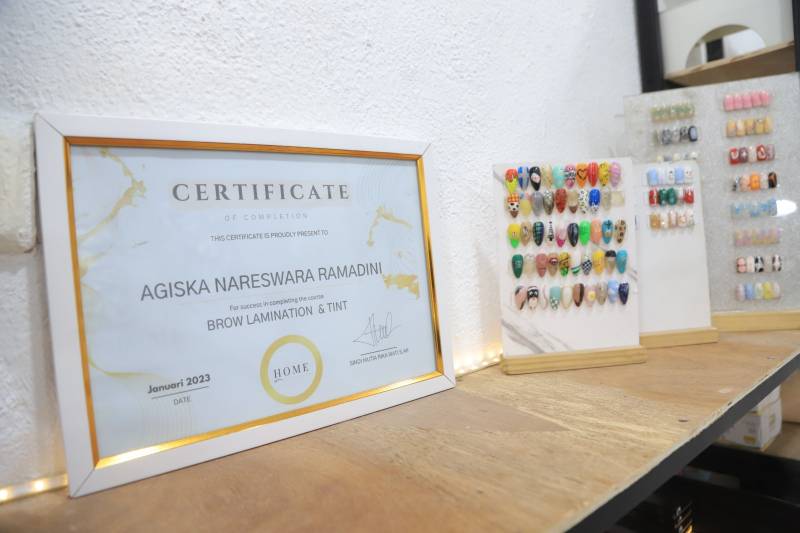 CERTIFICATE
OF COMPLETION
THIS CERTIFICATE IS PROUDLY PRESENT TO
AGISKA NARESWARA RAMADINI
For success in completing the course
BROW LAMINATION & TINT
Januari 2023
DATE
HOME